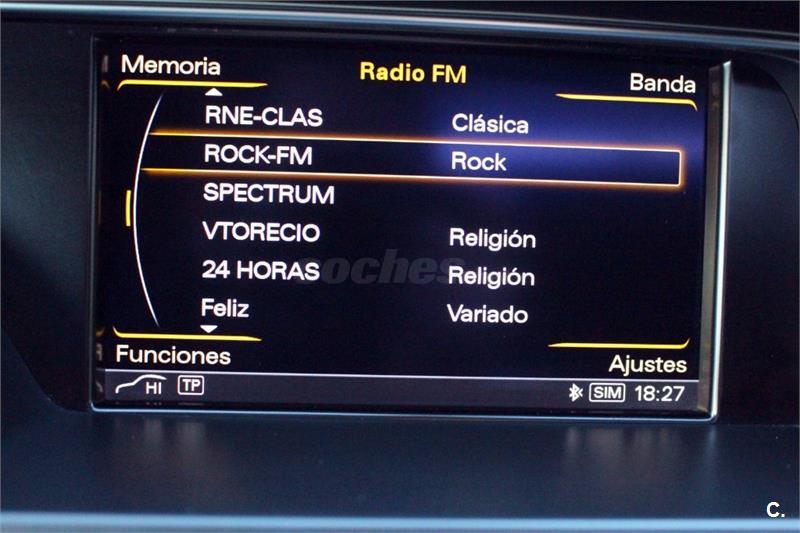 Memoria
Radio FM
Banda
RNE-CLAS Clásica
ROCK-FM Rock
SPECTRUM
VTORECIO Religión
24 HORAS Religión
Feliz Variado
Funciones
Ajustes
HI TP
SIM 18:27
coches
C.